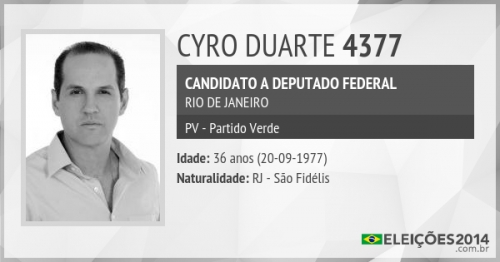 CYRO DUARTE 4377
CANDIDATO A DEPUTADO FEDERAL
RIO DE JANEIRO
PV - Partido Verde
Idade: 36 anos (20-09-1977)
Naturalidade: RJ - São Fidélis
ELEIÇÕES2014
.com.br